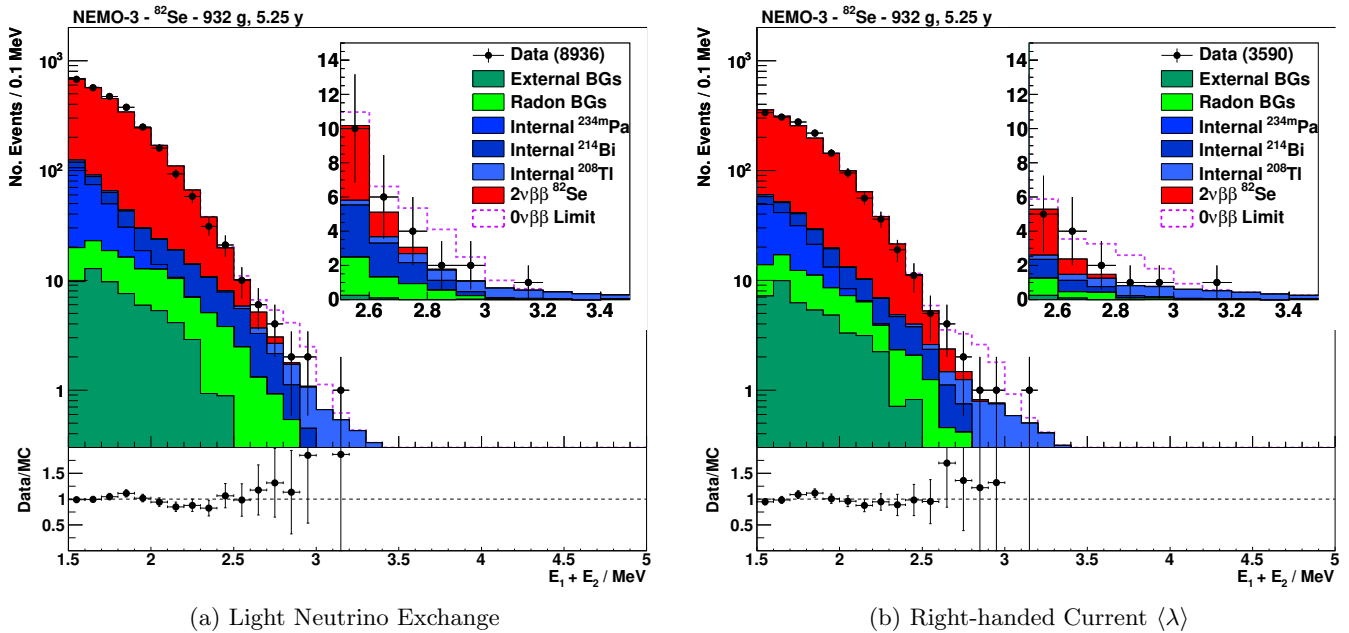 NEMO-3 - ⁸²Se - 932 g, 5.25 y
No. Events / 0.1 MeV
10³
10²
10
1
14
12
10
8
6
4
2
0
2.6 2.8 3 3.2 3.4
Data (8936)
External BGs
Radon BGs
Internal ²³⁴ᵐPa
Internal ²¹⁴Bi
Internal ²⁰⁸Tl
2νββ ⁸²Se
0νββ Limit
Data/MC
1.5
1
0.5
1.5 2 2.5 3 3.5 4 4.5 5
E₁ + E₂ / MeV
(a) Light Neutrino Exchange
NEMO-3 - ⁸²Se - 932 g, 5.25 y
No. Events / 0.1 MeV
10³
10²
10
1
14
12
10
8
6
4
2
0
2.6 2.8 3 3.2 3.4
Data (3590)
External BGs
Radon BGs
Internal ²³⁴ᵐPa
Internal ²¹⁴Bi
Internal ²⁰⁸Tl
2νββ ⁸²Se
0νββ Limit
Data/MC
1.5
1
0.5
1.5 2 2.5 3 3.5 4 4.5 5
E₁ + E₂ / MeV
(b) Right-handed Current ⟨λ⟩